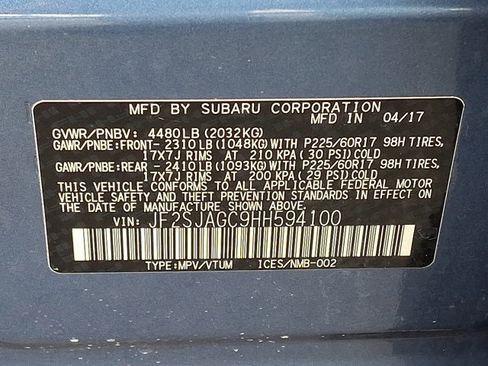 MFD BY SUBARU CORPORATION
IN JAPAN 04/17
GVWR/PNBV: 4480LB(2032KG)
GAWR/PNBE:FRONT-2310LB(1048KG)WITH P225/60R17 98H TIRES,
17X7J RIMS AT 210 KPA(30 PSI)COLD
GAWR/PNBE:REAR -2410LB(1093KG)WITH P225/60R17 98H TIRES,
17X7J RIMS AT 200 KPA(29 PSI)COLD
THIS VEHICLE CONFORMS TO ALL APPLICABLE FEDERAL MOTOR
VEHICLE SAFETY AND THEFT PREVENTION STANDARDS IN EFFECT
ON THE DATE OF MANUFACTURE SHOWN ABOVE.
VIN: JF2SJAGC9HH594100
TYPE:MPV/VTUM ICES/NMB-002